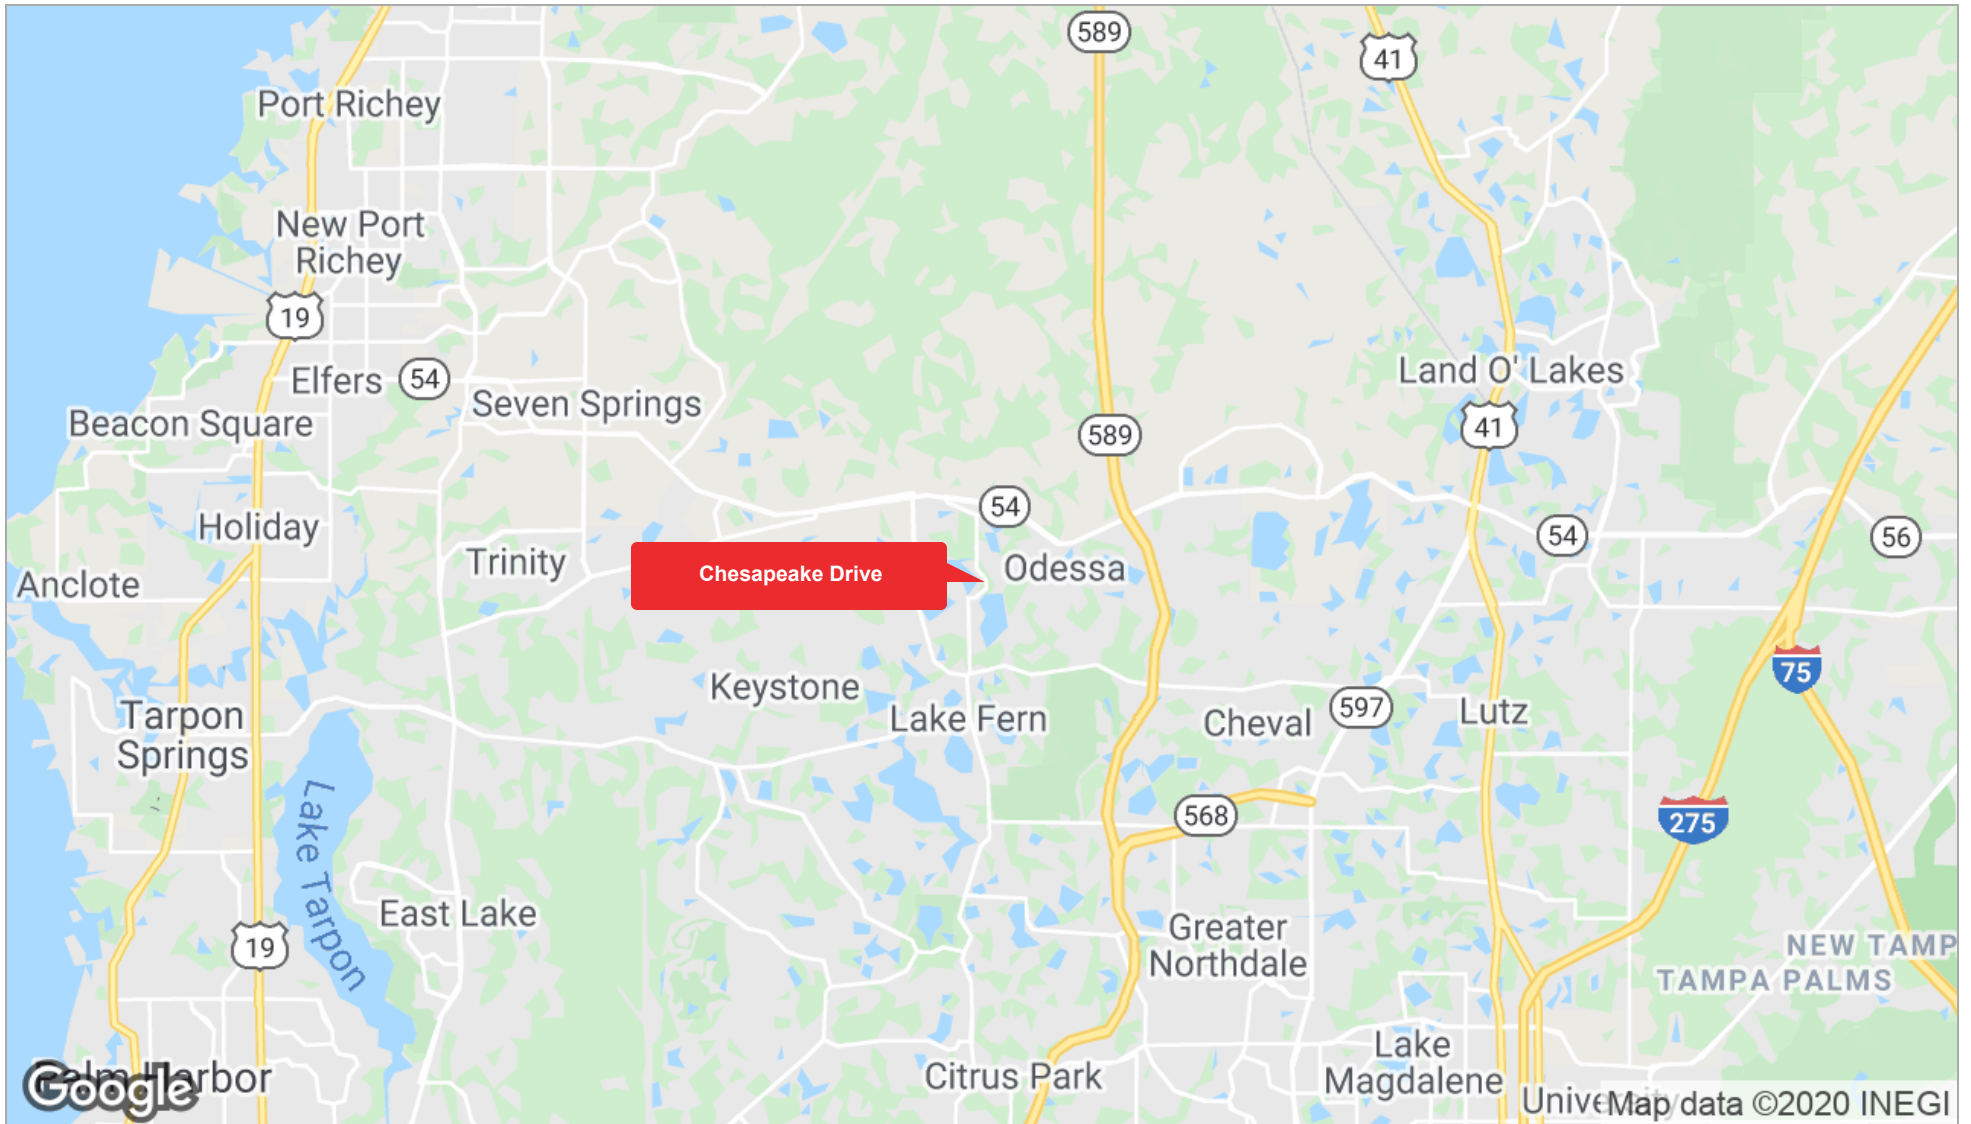 589
41
Port Richey
New Port
Richey
19
Land O' Lakes
Elfers
54
Seven Springs
Beacon Square
41
589
54
Holiday
54
56
Trinity
Chesapeake Drive
Odessa
Anclote
75
Keystone
597
Lutz
Tarpon
Springs
Lake Fern
Cheval
568
275
Lake Tarpon
East Lake
Greater
Northdale
19
NEW TAMP
TAMPA PALMS
Lake
Magdalene
Citrus Park
Palm Harbor
Google
University
Map data ©2020 INEGI